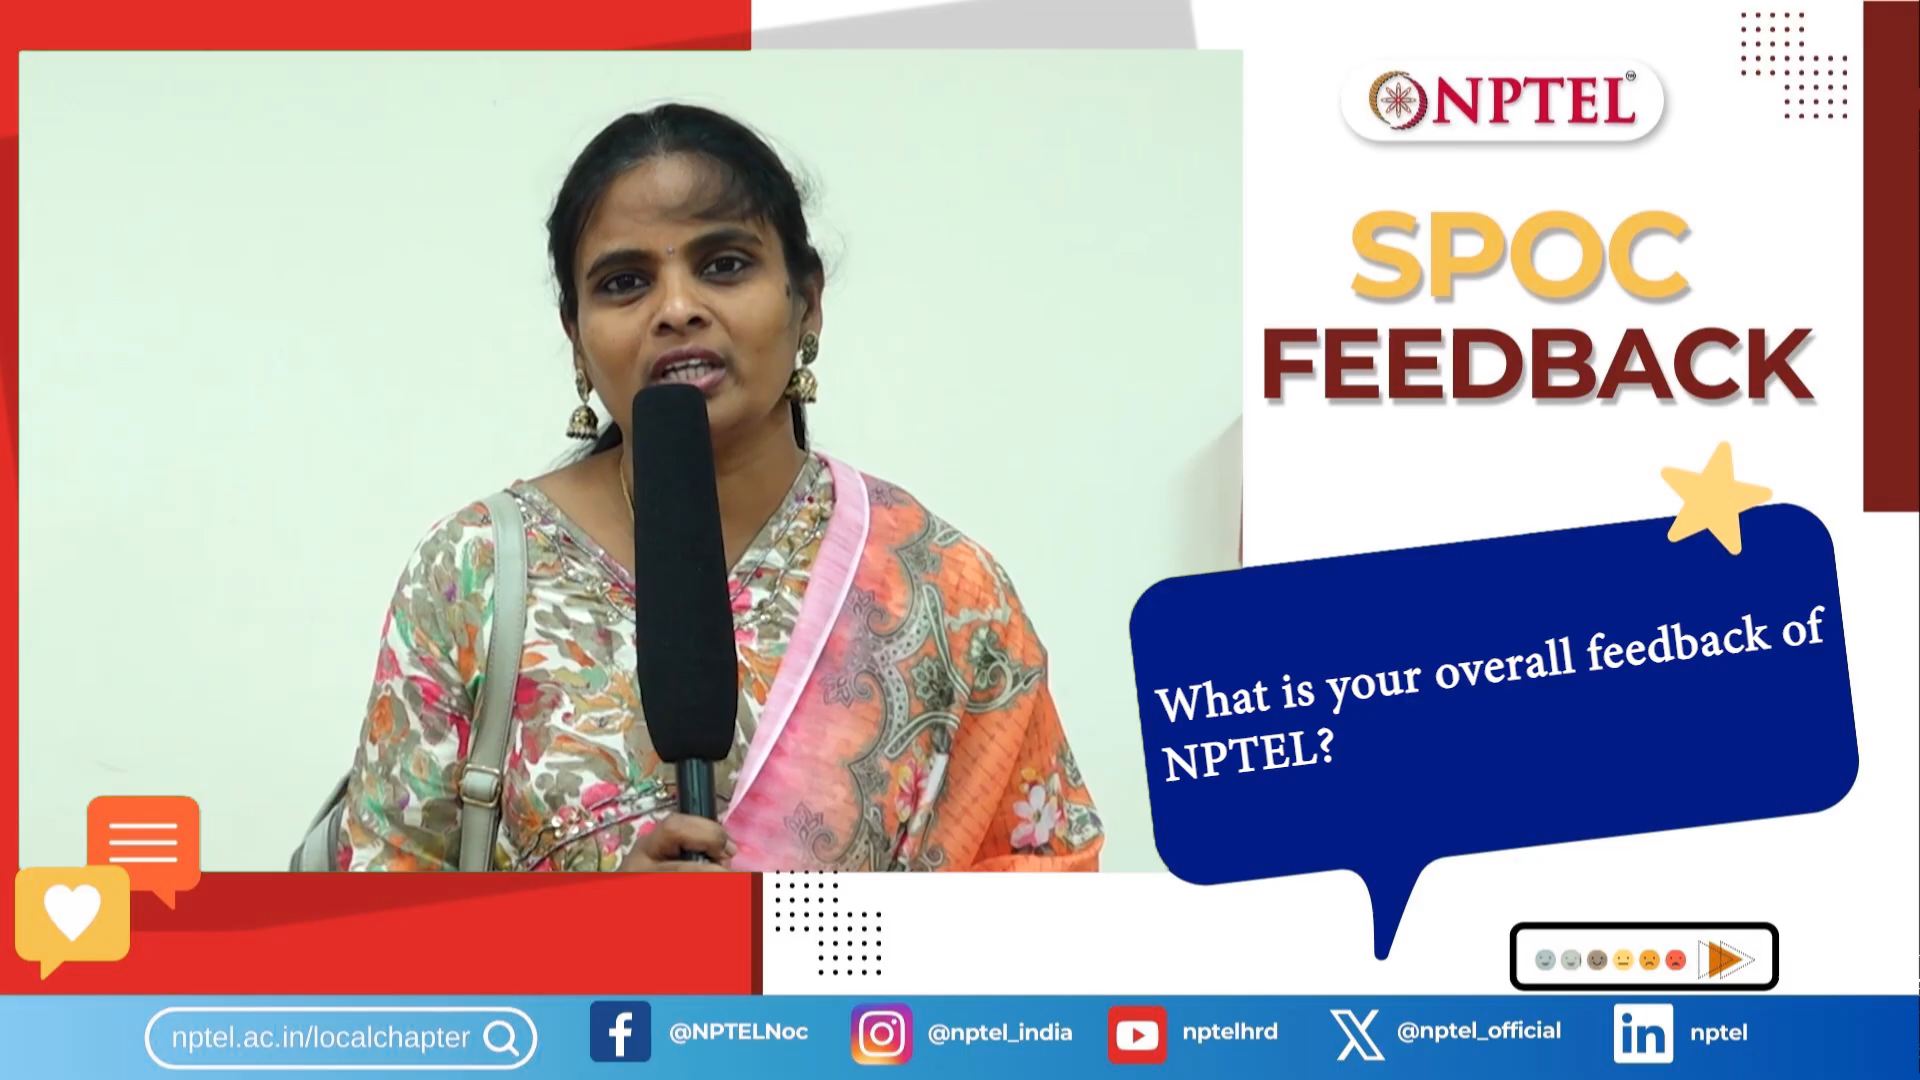 NPTEL
SPOC
FEEDBACK
What is your overall feedback of
NPTEL?
nptel.ac.in/localchapter
@NPTELNoc
@nptel_india
nptelhrd
@nptel_official
nptel